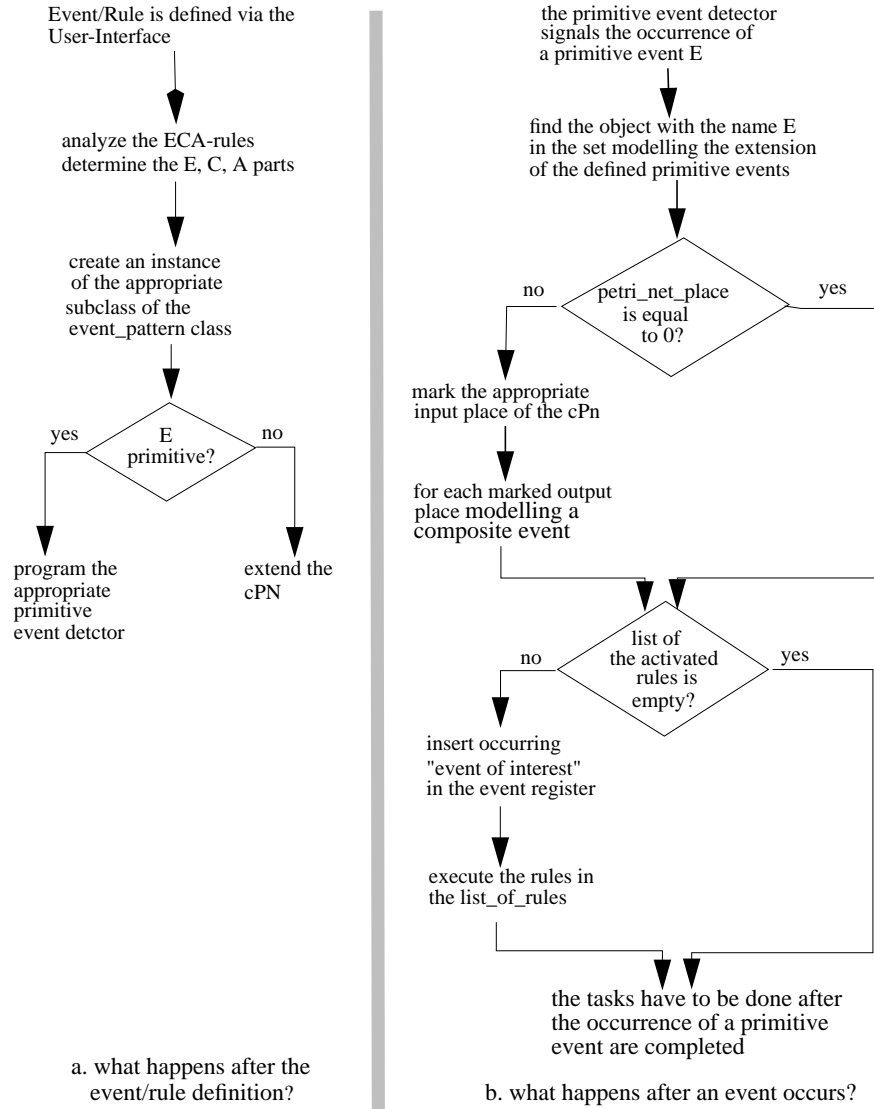 Event/Rule is defined via the
User-Interface
analyze the ECA-rules
determine the E, C, A parts
create an instance
of the appropriate
subclass of the
event_pattern class
yes
E
primitive?
no
program the
appropriate
primitive
event detctor
extend the
cPN
a. what happens after the
event/rule definition?
the primitive event detector
signals the occurrence of
a primitive event E
find the object with the name E
in the set modelling the extension
of the defined primitive events
no
petri_net_place
is equal
to 0?
yes
mark the appropriate
input place of the cPn
for each marked output
place modelling a
composite event
no
list of
the activated
rules is
empty?
yes
insert occurring
"event of interest"
in the event register
execute the rules in
the list_of_rules
the tasks have to be done after
the occurrence of a primitive
event are completed
b. what happens after an event occurs?